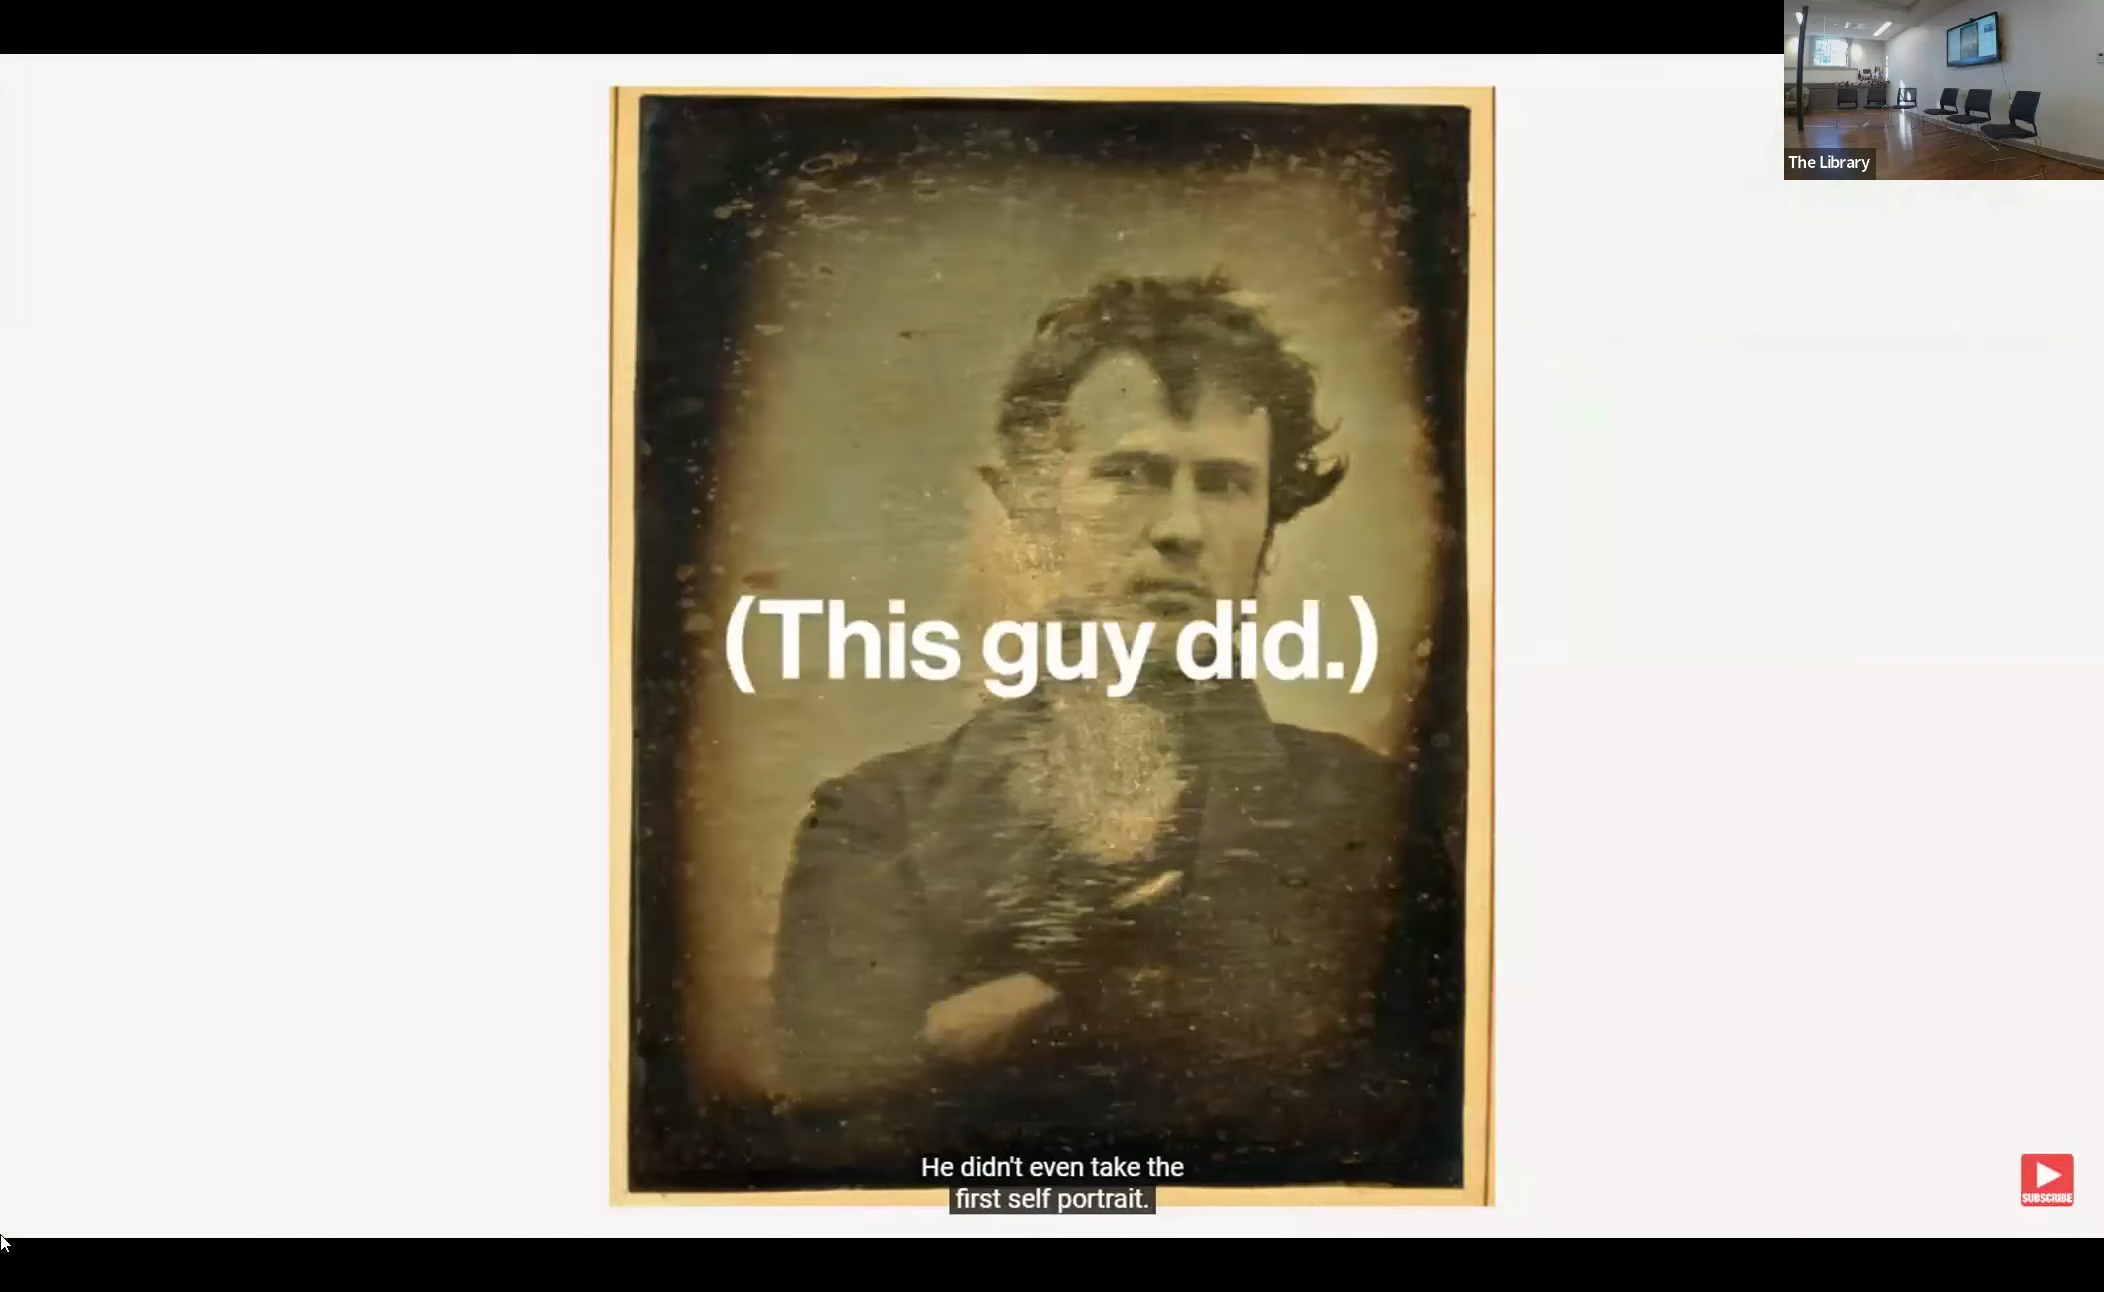 The Library
(This guy did.)
He didn't even take the
first self portrait.
SUBSCRIBE